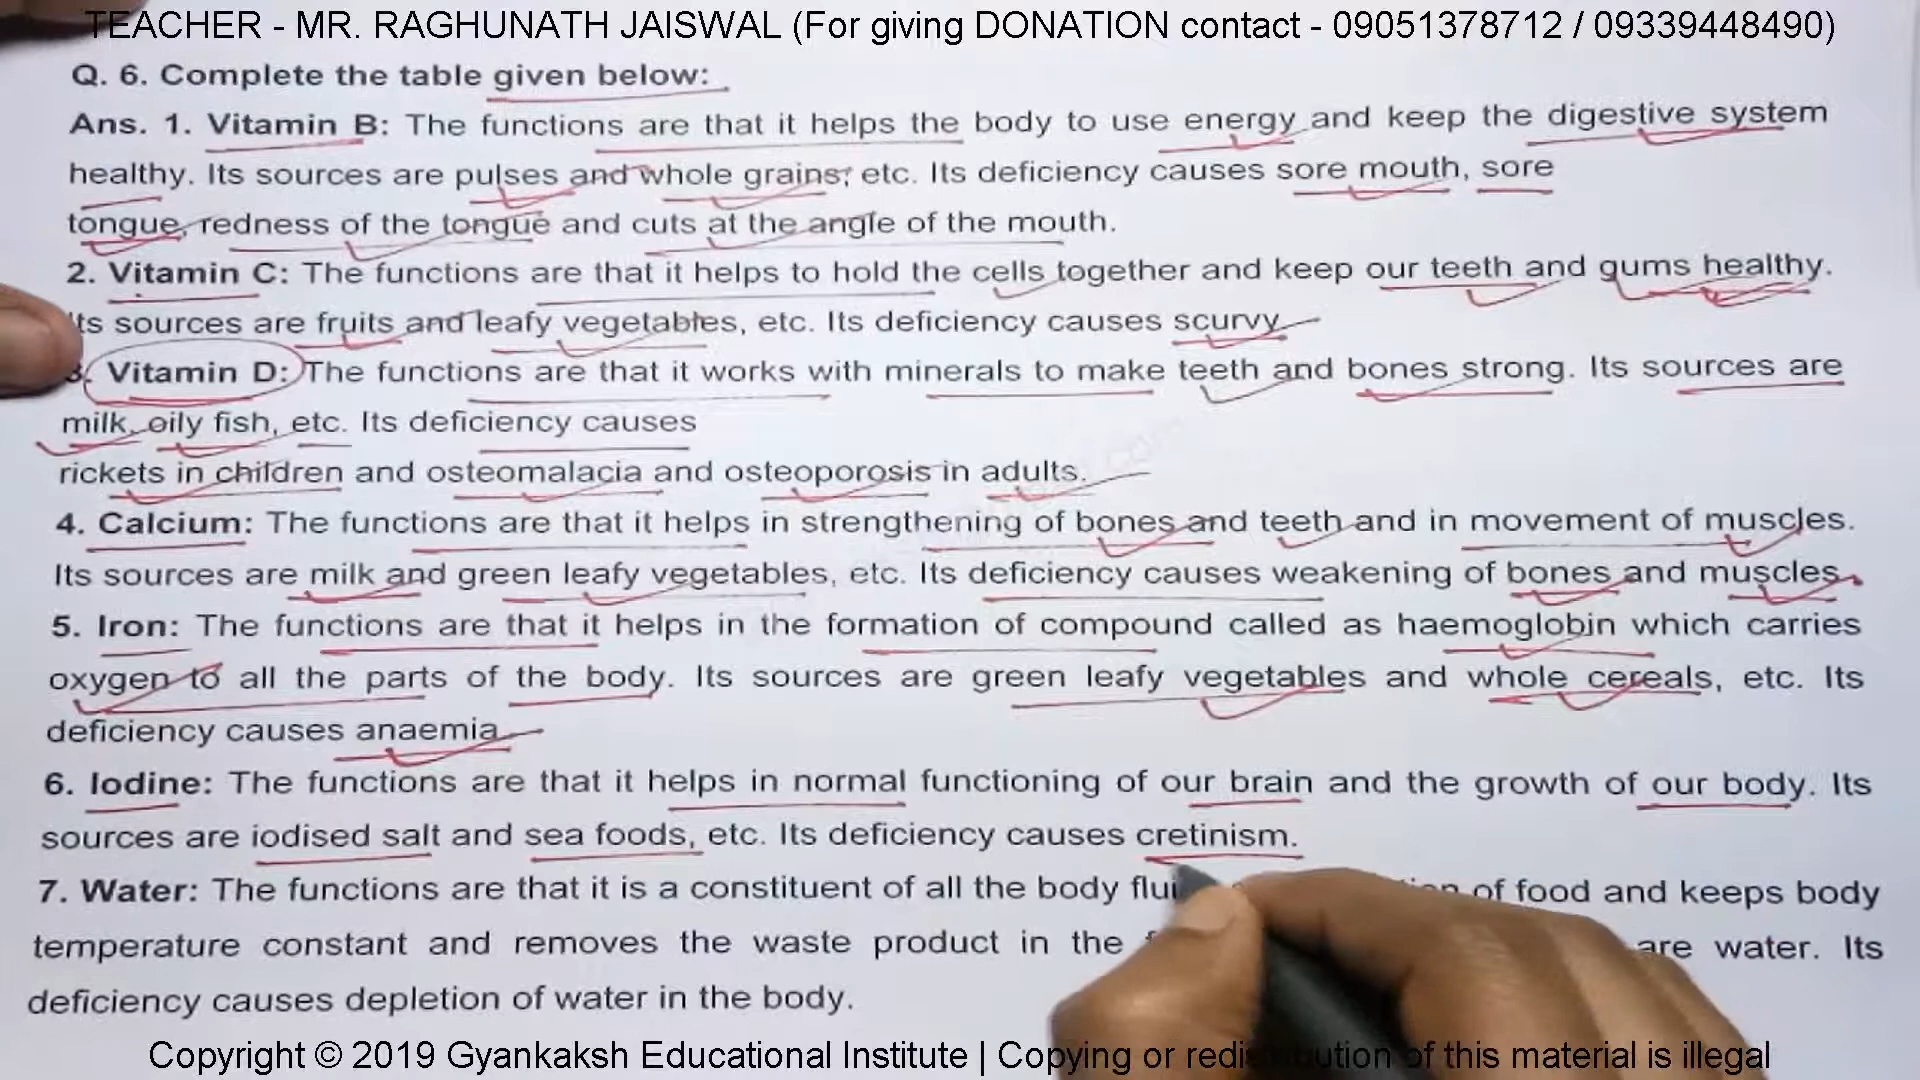 TEACHER - MR. RAGHUNATH JAISWAL (For giving DONATION contact - 09051378712 / 09339448490)
Q. 6. Complete the table given below:
Ans. 1. Vitamin B: The functions are that it helps the body to use energy and keep the digestive system
healthy. Its sources are pulses and whole grains, etc. Its deficiency causes sore mouth, sore
tongue, redness of the tongue and cuts at the angle of the mouth.
2. Vitamin C: The functions are that it helps to hold the cells together and keep our teeth and gums healthy.
Its sources are fruits and leafy vegetables, etc. Its deficiency causes scurvy.
3. Vitamin D: The functions are that it works with minerals to make teeth and bones strong. Its sources are
milk, oily fish, etc. Its deficiency causes
rickets in children and osteomalacia and osteoporosis in adults.
4. Calcium: The functions are that it helps in strengthening of bones and teeth and in movement of muscles.
Its sources are milk and green leafy vegetables, etc. Its deficiency causes weakening of bones and muscles.
5. Iron: The functions are that it helps in the formation of compound called as haemoglobin which carries
oxygen to all the parts of the body. Its sources are green leafy vegetables and whole cereals, etc. Its
deficiency causes anaemia.
6. Iodine: The functions are that it helps in normal functioning of our brain and the growth of our body. Its
sources are iodised salt and sea foods, etc. Its deficiency causes cretinism.
7. Water: The functions are that it is a constituent of all the body of food and keeps body
temperature constant and removes the waste product in the are water. Its
deficiency causes depletion of water in the body.
Copyright © 2019 Gyankaksh Educational Institute | Copying or redistribution of this material is illegal